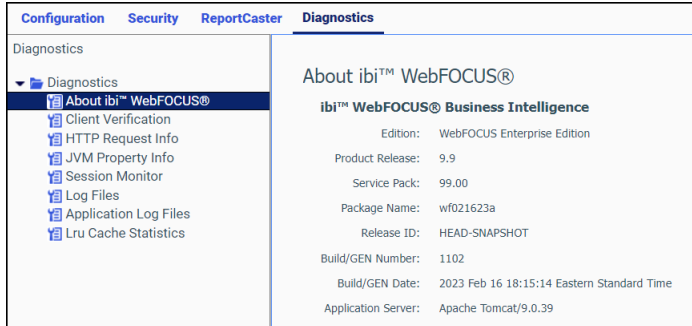 Configuration Security ReportCaster Diagnostics
Diagnostics
Diagnostics
About ibi™ WebFOCUS®
Client Verification
HTTP Request Info
JVM Property Info
Session Monitor
Log Files
Application Log Files
Lru Cache Statistics
About ibi™ WebFOCUS®
ibi™ WebFOCUS® Business Intelligence
Edition: WebFOCUS Enterprise Edition
Product Release: 9.9
Service Pack: 99.00
Package Name: wf021623a
Release ID: HEAD-SNAPSHOT
Build/GEN Number: 1102
Build/GEN Date: 2023 Feb 16 18:15:14 Eastern Standard Time
Application Server: Apache Tomcat/9.0.39